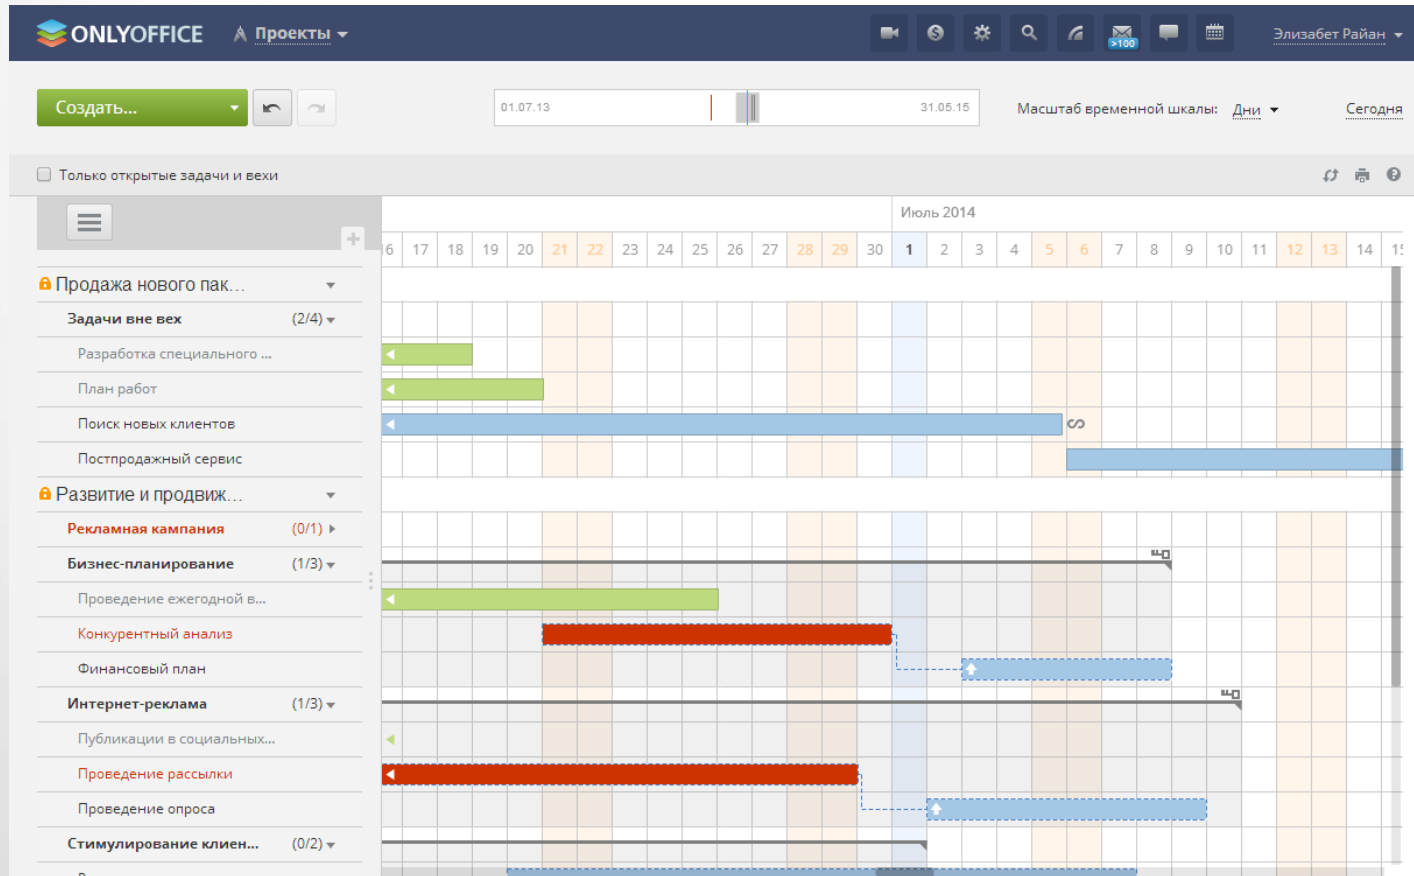 ONLYOFFICE Проекты >100 Элизабет Райан
Создать... 01.07.13 31.05.15 Масштаб временной шкалы: Дни Сегодня
Только открытые задачи и вехи
Июль 2014
17 18 19 20 21 22 23 24 25 26 27 28 29 30 1 2 3 4 5 6 7 8 9 10 11 12 13 14
Продажа нового пак...
Задачи вне вех (2/4)
Разработка специального ...
План работ
Поиск новых клиентов
Постпродажный сервис
Развитие и продвиж...
Рекламная кампания (0/1)
Бизнес-планирование (1/3)
Проведение ежегодной в...
Конкурентный анализ
Финансовый план
Интернет-реклама (1/3)
Публикации в социальных...
Проведение рассылки
Проведение опроса
Стимулирование клиен... (0/2)